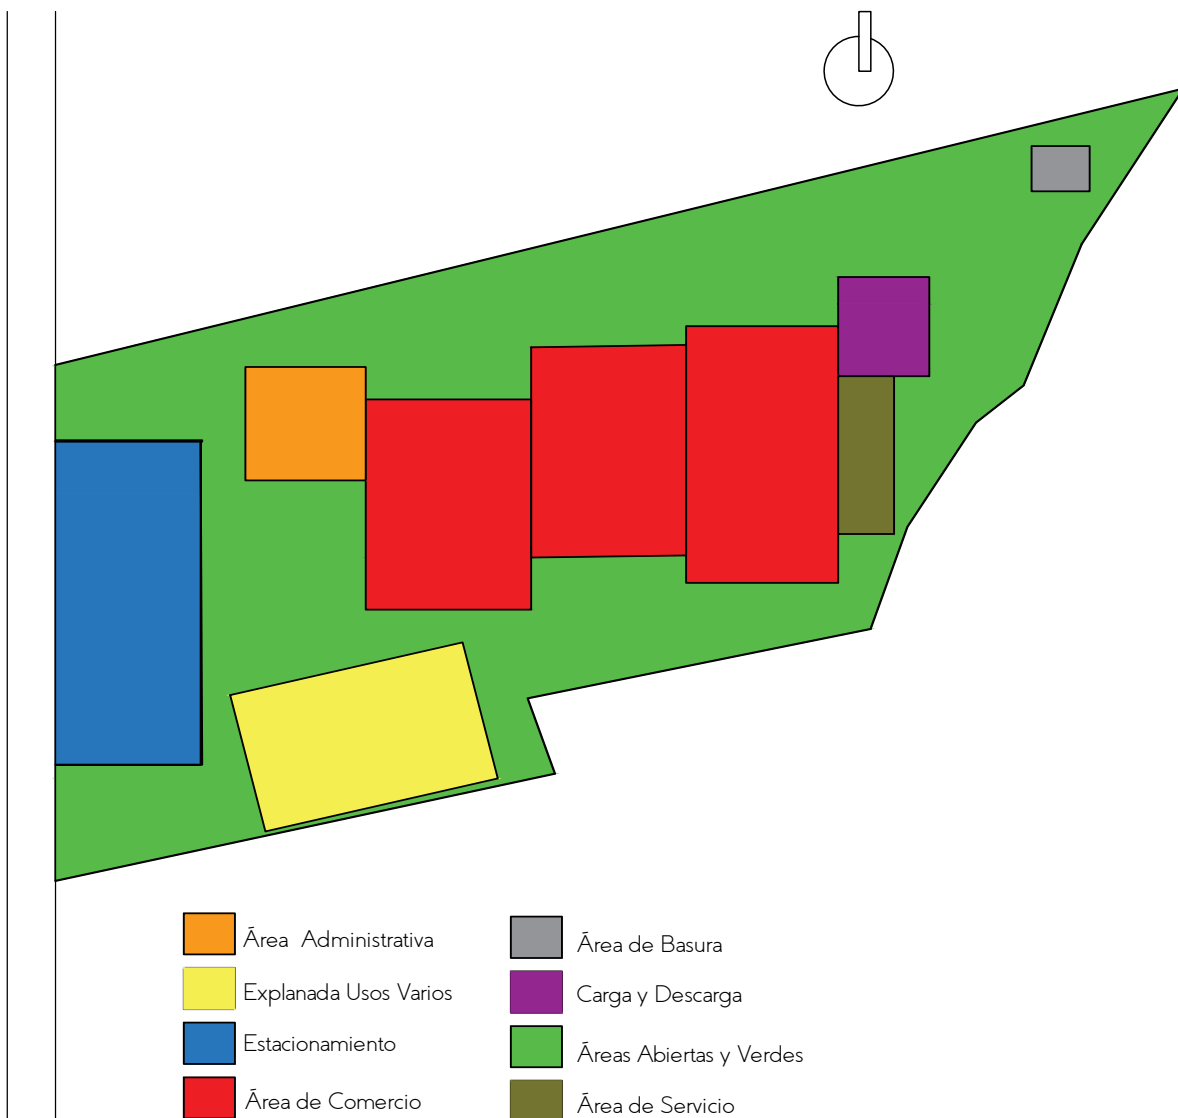 Área Administrativa
Explanada Usos Varios
Estacionamiento
Área de Comercio
Área de Basura
Carga y Descarga
Áreas Abiertas y Verdes
Área de Servicio